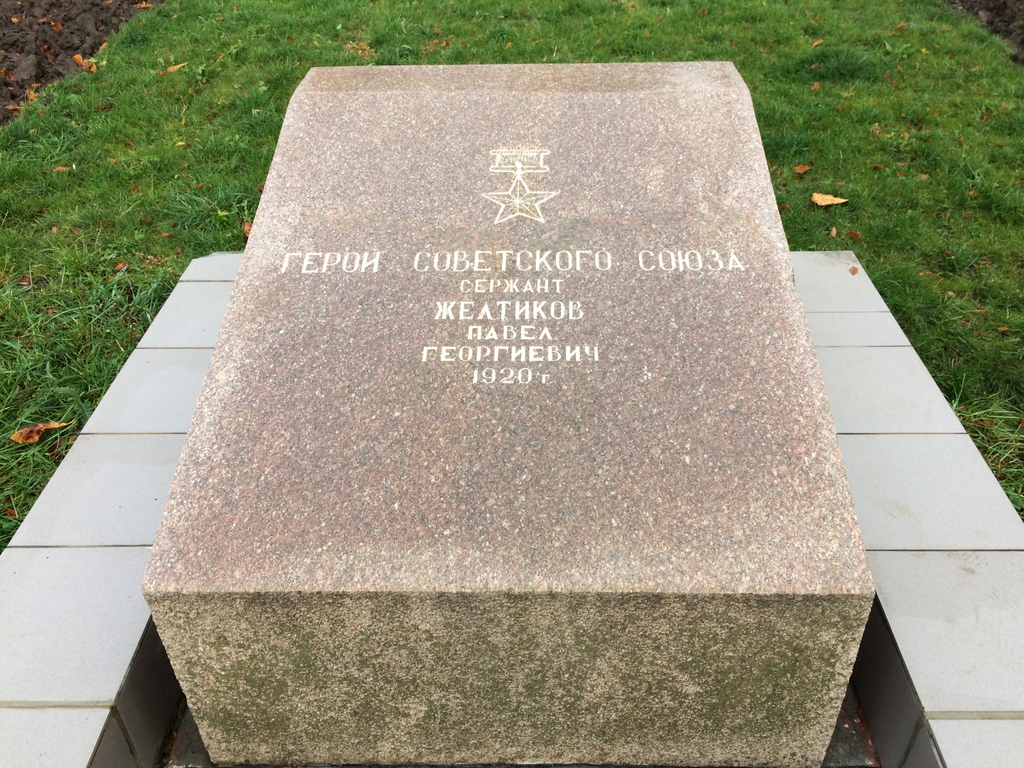 ГЕРОЙ СОВЕТСКОГО СОЮЗА
СЕРЖАНТ
ЖЕЛТИКОВ
ПАВЕЛ
ГЕОРГИЕВИЧ
1920 г